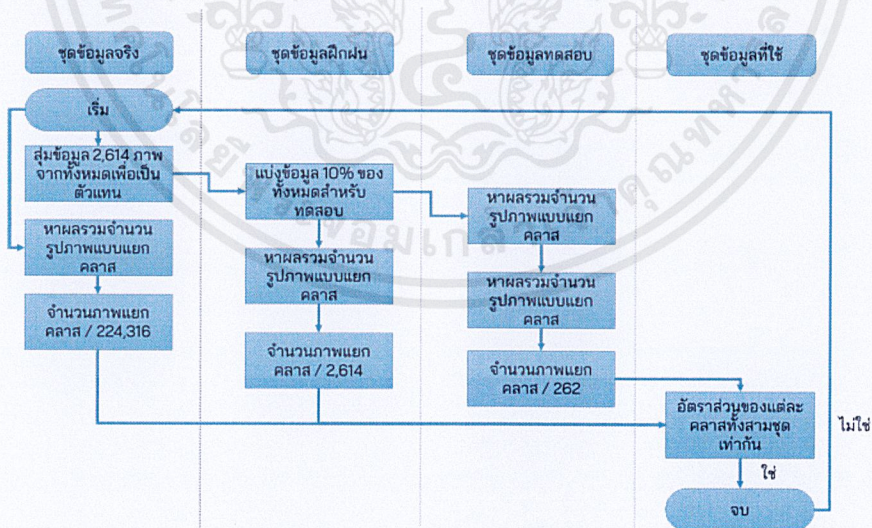 ชุดข้อมูลจริง
ชุดข้อมูลฝึกฝน
ชุดข้อมูลทดสอบ
ชุดข้อมูลที่ใช้
เริ่ม
สุ่มข้อมูล 2,614 ภาพ
จากทั้งหมดเพื่อเป็น
ตัวแทน
หาผลรวมจำนวน
รูปภาพแบบแยก
คลาส
จำนวนภาพแยก
คลาส / 224,316
แบ่งข้อมูล 10% ของ
ทั้งหมดสำหรับ
ทดสอบ
หาผลรวมจำนวน
รูปภาพแบบแยก
คลาส
จำนวนภาพแยก
คลาส / 2,614
หาผลรวมจำนวน
รูปภาพแบบแยก
คลาส
หาผลรวมจำนวน
รูปภาพแบบแยก
คลาส
จำนวนภาพแยก
คลาส / 262
อัตราส่วนของแต่ละ
คลาสทั้งสามชุด
เท่ากัน
ไม่ใช่
ใช่
จบ